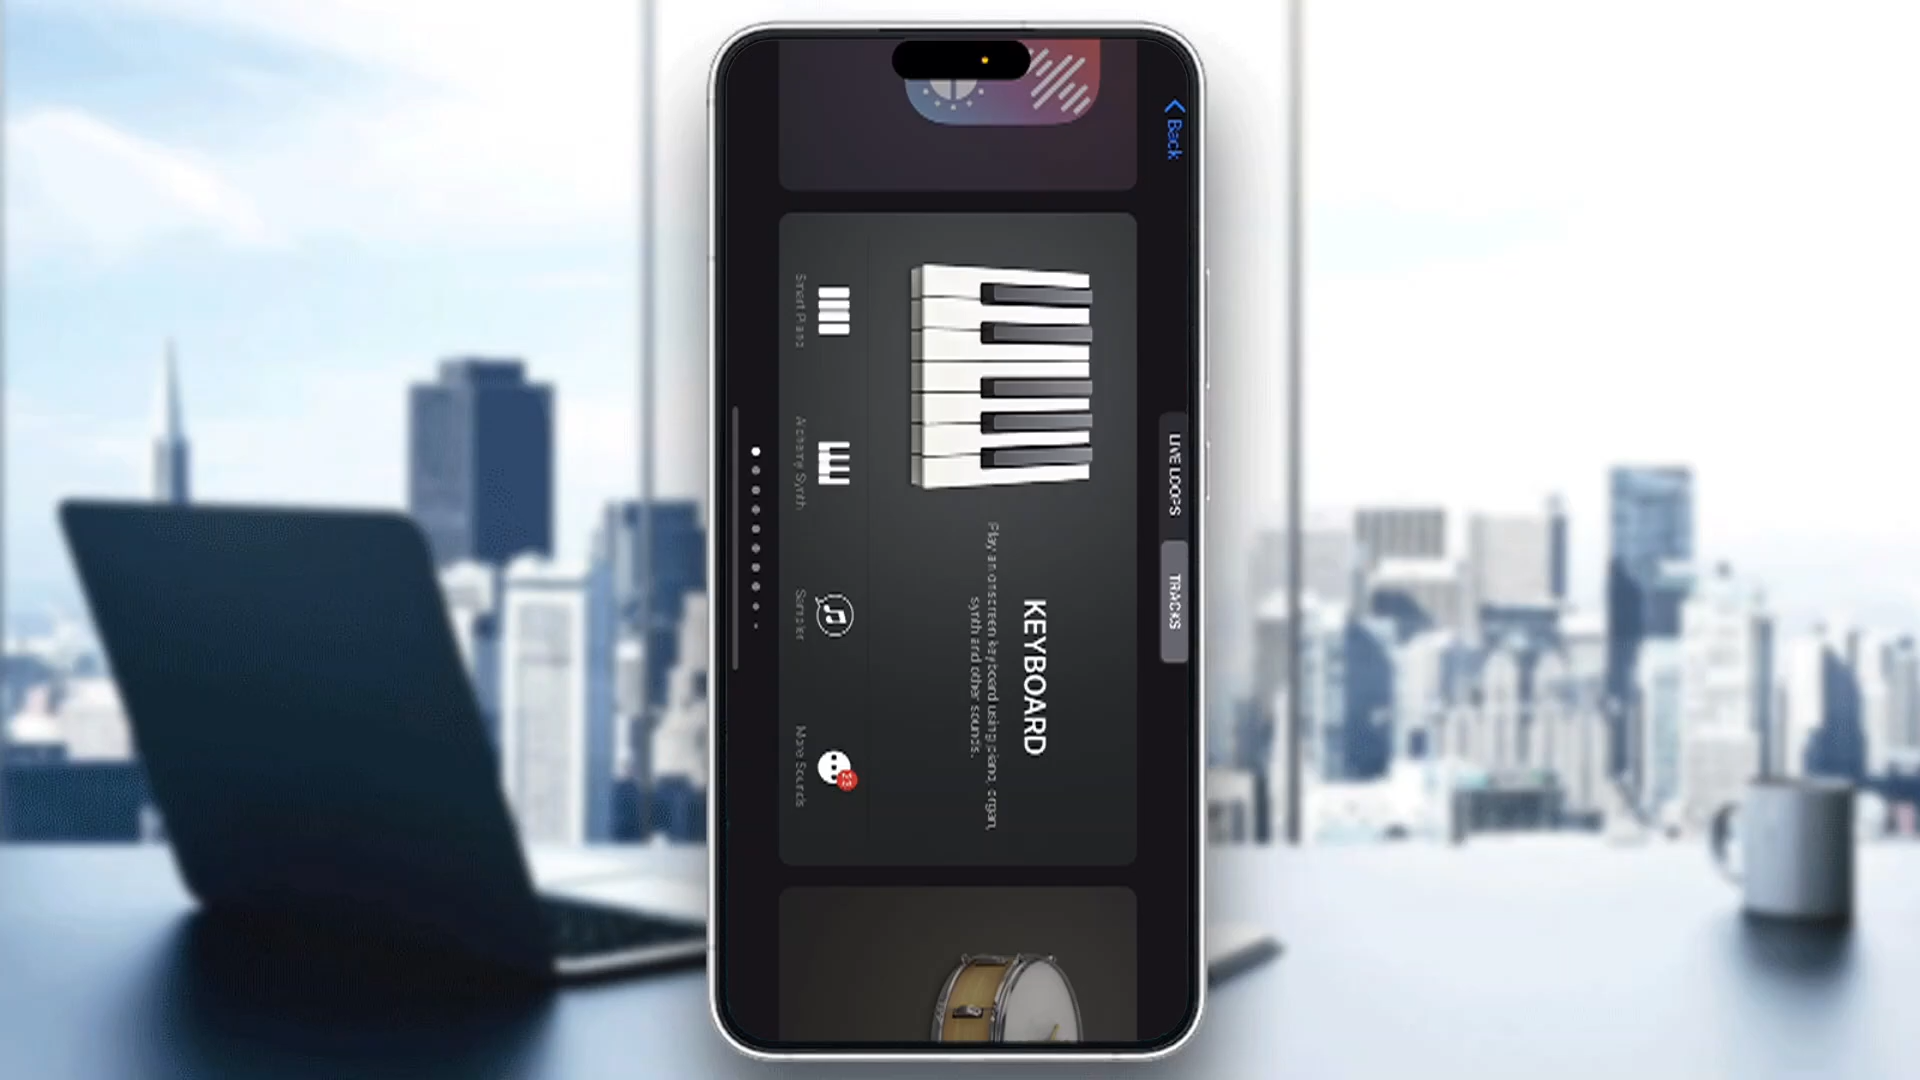 Back
LIVE LOOPS
TRACKS
KEYBOARD
Play an onscreen keyboard using piano, organ,
synth and other sounds.
Smart Piano
Alchemy Synth
Sampler
More Sounds
23